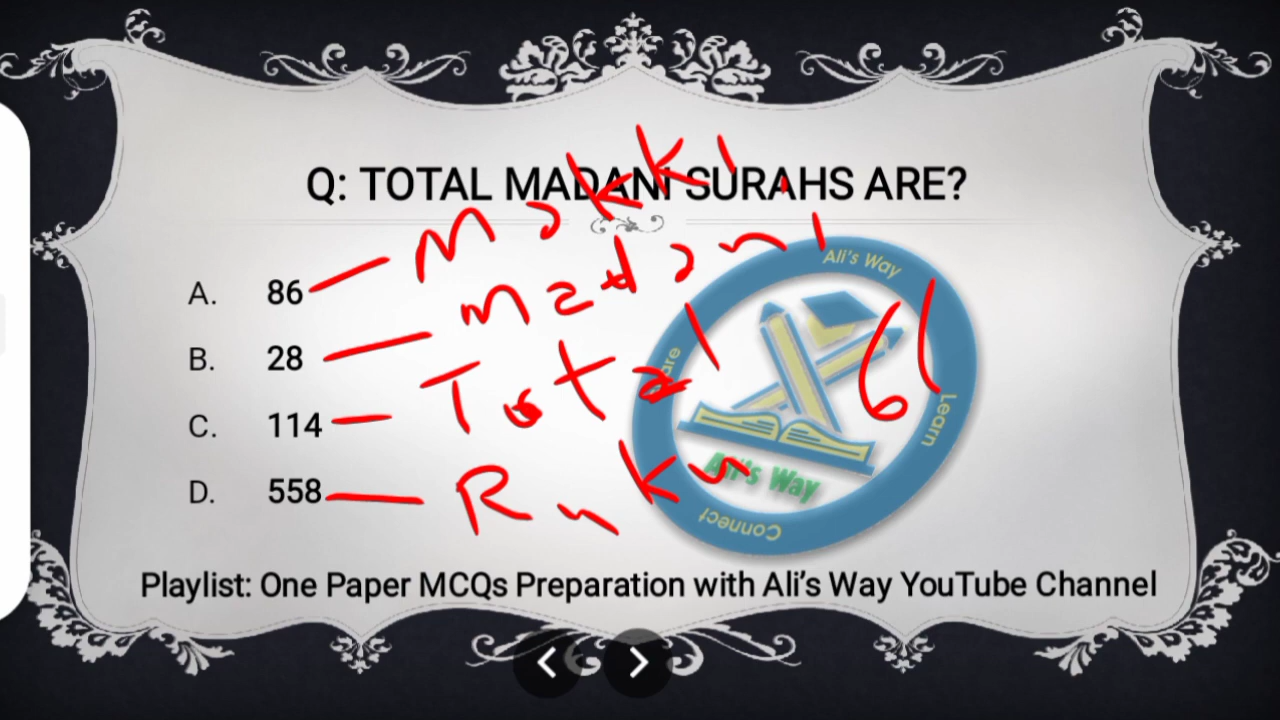 Q: TOTAL MADANI SURAHS ARE?
A. 86 — Makki
B. 28 — Madani
C. 114 — Total
D. 558 — Ruku
Ali's Way
Learn
Connect
Ali's Way
Playlist: One Paper MCQs Preparation with Ali's Way YouTube Channel